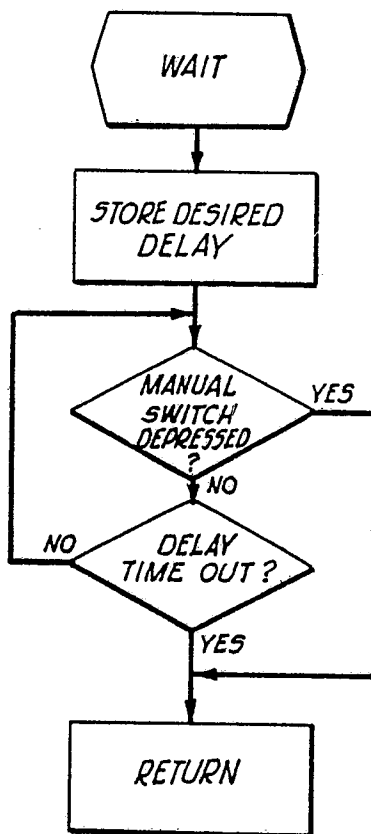 WAIT
STORE DESIRED
DELAY
MANUAL
SWITCH
DEPRESSED
?
YES
NO
DELAY
TIME OUT ?
NO
YES
RETURN